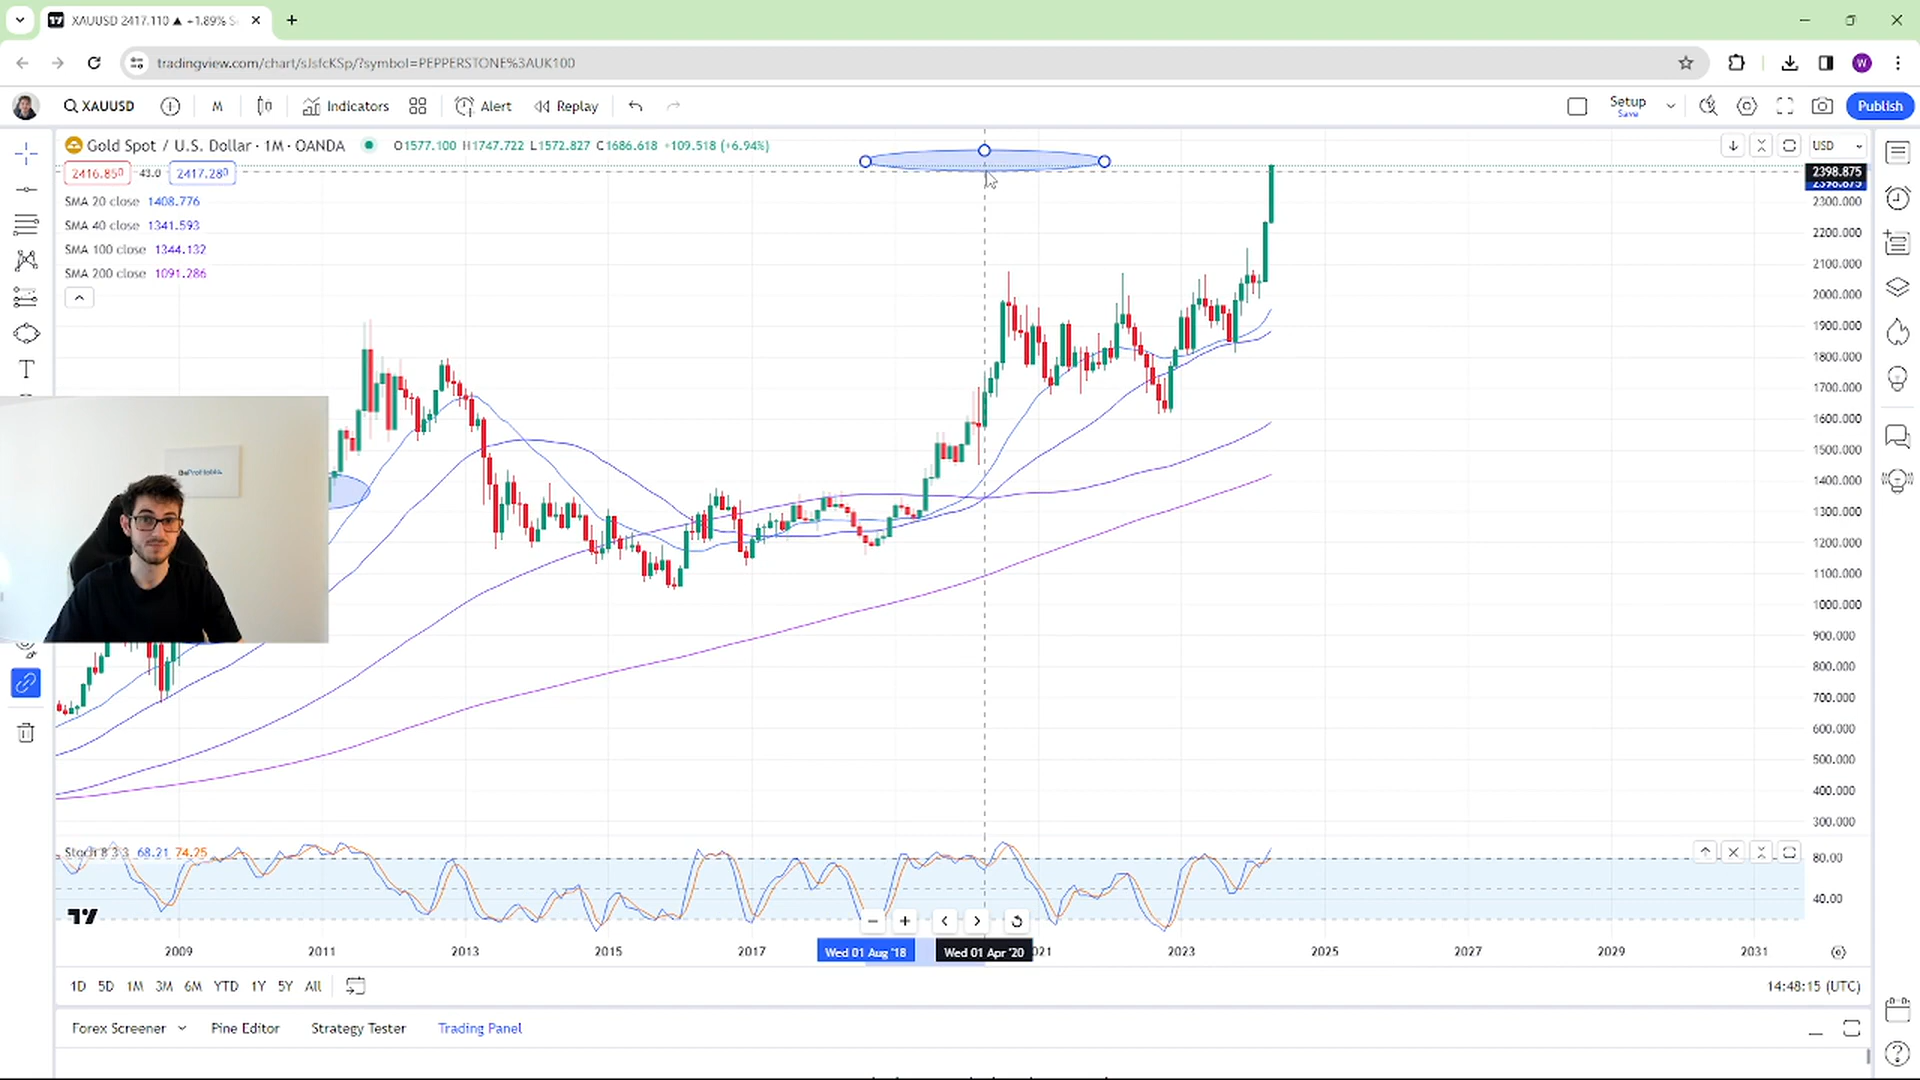 XAUUSD 2417.110 ▲ +1.89% S
tradingview.com/chart/sJsfcKSp/?symbol=PEPPERSTONE%3AUK100
W
XAUUSD
M
Indicators
Alert
Replay
Setup
Save
Publish
Gold Spot / U.S. Dollar · 1M · OANDA
O1577.100 H1747.722 L1572.827 C1686.618 +109.518 (+6.94%)
USD
2416.850
43.0
2417.280
SMA 20 close 1408.776
SMA 40 close 1341.593
SMA 100 close 1344.132
SMA 200 close 1091.286
2398.875
2300.000
2200.000
2100.000
2000.000
1900.000
1800.000
1700.000
1600.000
1500.000
1400.000
1300.000
1200.000
1100.000
1000.000
900.000
800.000
700.000
600.000
500.000
400.000
300.000
BeProfitable.
Stoch 8 3 3 68.21 74.25
80.00
40.00
2009
2011
2013
2015
2017
Wed 01 Aug '18
Wed 01 Apr '20
021
2023
2025
2027
2029
2031
1D 5D 1M 3M 6M YTD 1Y 5Y All
14:48:15 (UTC)
Forex Screener
Pine Editor
Strategy Tester
Trading Panel